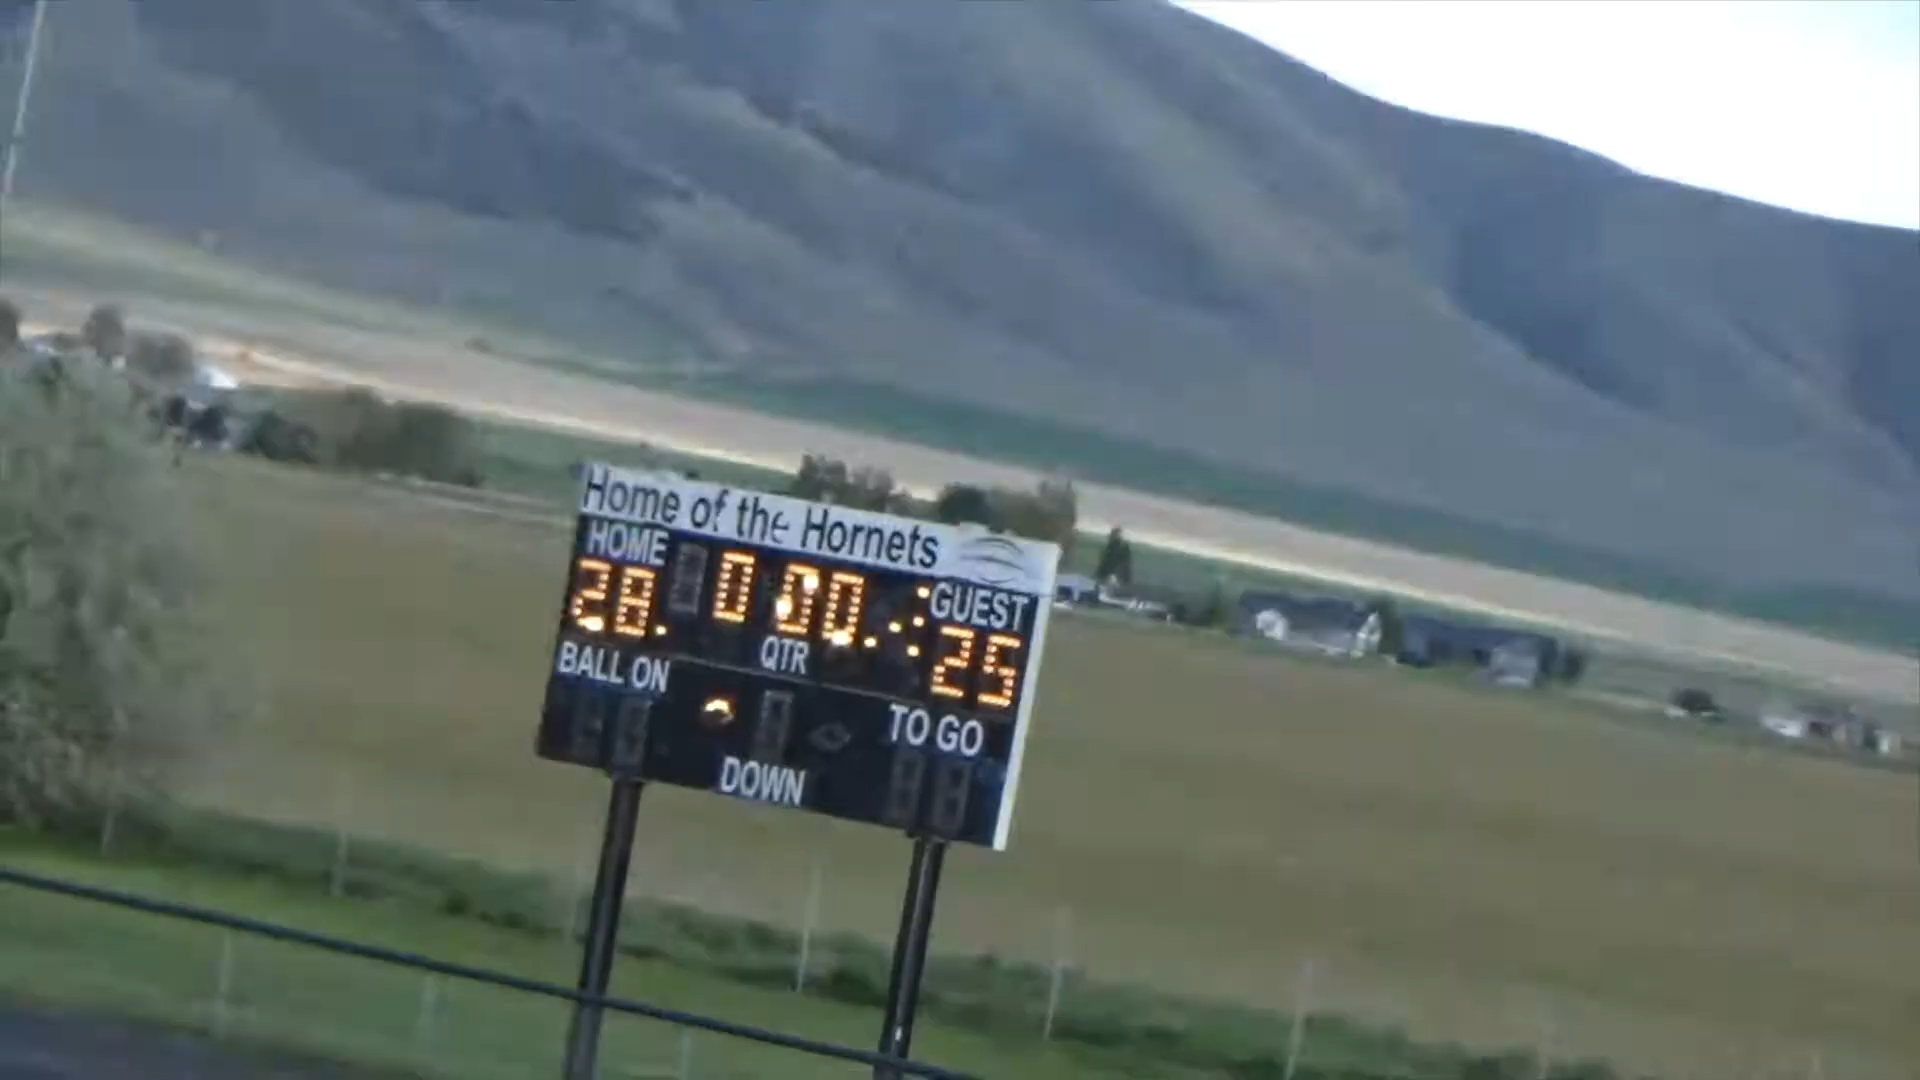 Home of the Hornets
HOME
GUEST
28
0:00
25
QTR
BALL ON
TO GO
DOWN